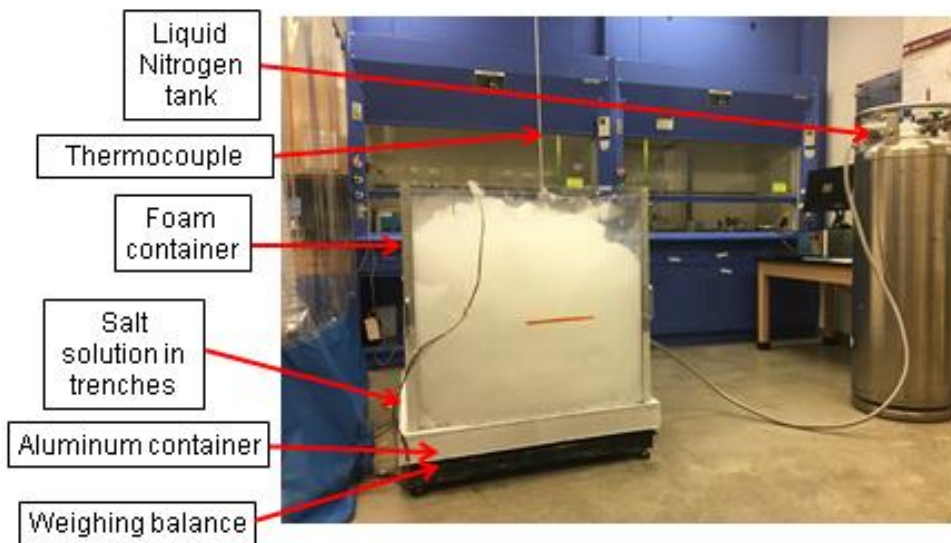 Liquid
Nitrogen
tank
Thermocouple
Foam
container
Salt
solution in
trenches
Aluminum container
Weighing balance